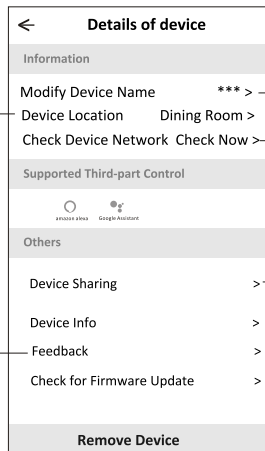 Details of device
Information
Modify Device Name *** >
Device Location Dining Room >
Check Device Network Check Now >
Supported Third-part Control
amazon alexa Google Assistant
Others
Device Sharing >
Device Info >
Feedback >
Check for Firmware Update >
Remove Device